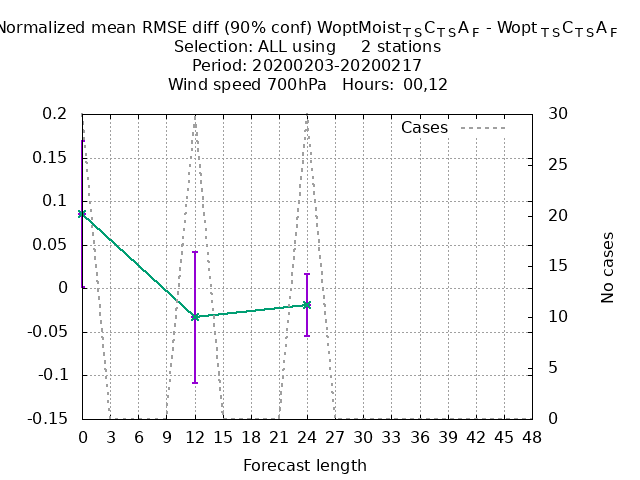 Normalized mean RMSE diff (90% conf) WoptMoist_TSC_TSA_F - Wopt_TSC_TSA_F
Selection: ALL using 2 stations
Period: 20200203-20200217
Wind speed 700hPa Hours: 00,12
Cases
0.2
0.15
0.1
0.05
0
-0.05
-0.1
-0.15
30
25
20
15
10
5
0
No cases
0 3 6 9 12 15 18 21 24 27 30 33 36 39 42 45 48
Forecast length